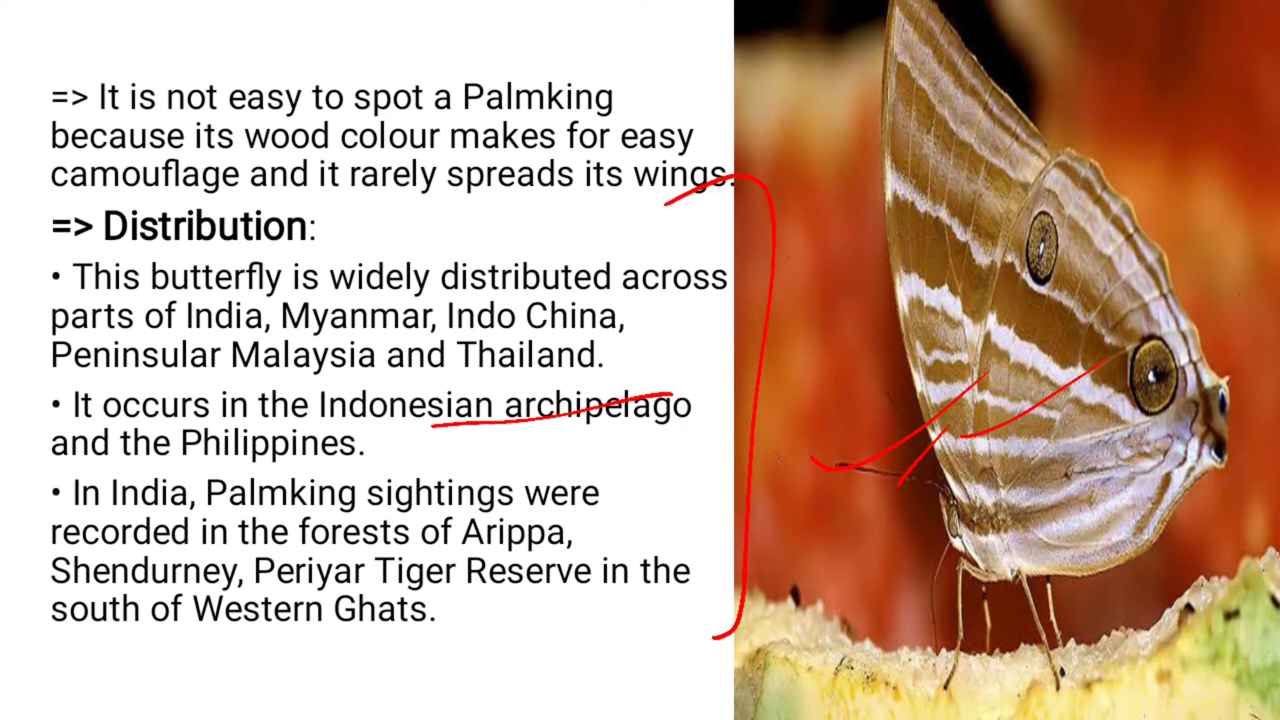 => It is not easy to spot a Palmking
because its wood colour makes for easy
camouflage and it rarely spreads its wings.
=> Distribution:
• This butterfly is widely distributed across
parts of India, Myanmar, Indo China,
Peninsular Malaysia and Thailand.
• It occurs in the Indonesian archipelago
and the Philippines.
• In India, Palmking sightings were
recorded in the forests of Arippa,
Shendurney, Periyar Tiger Reserve in the
south of Western Ghats.